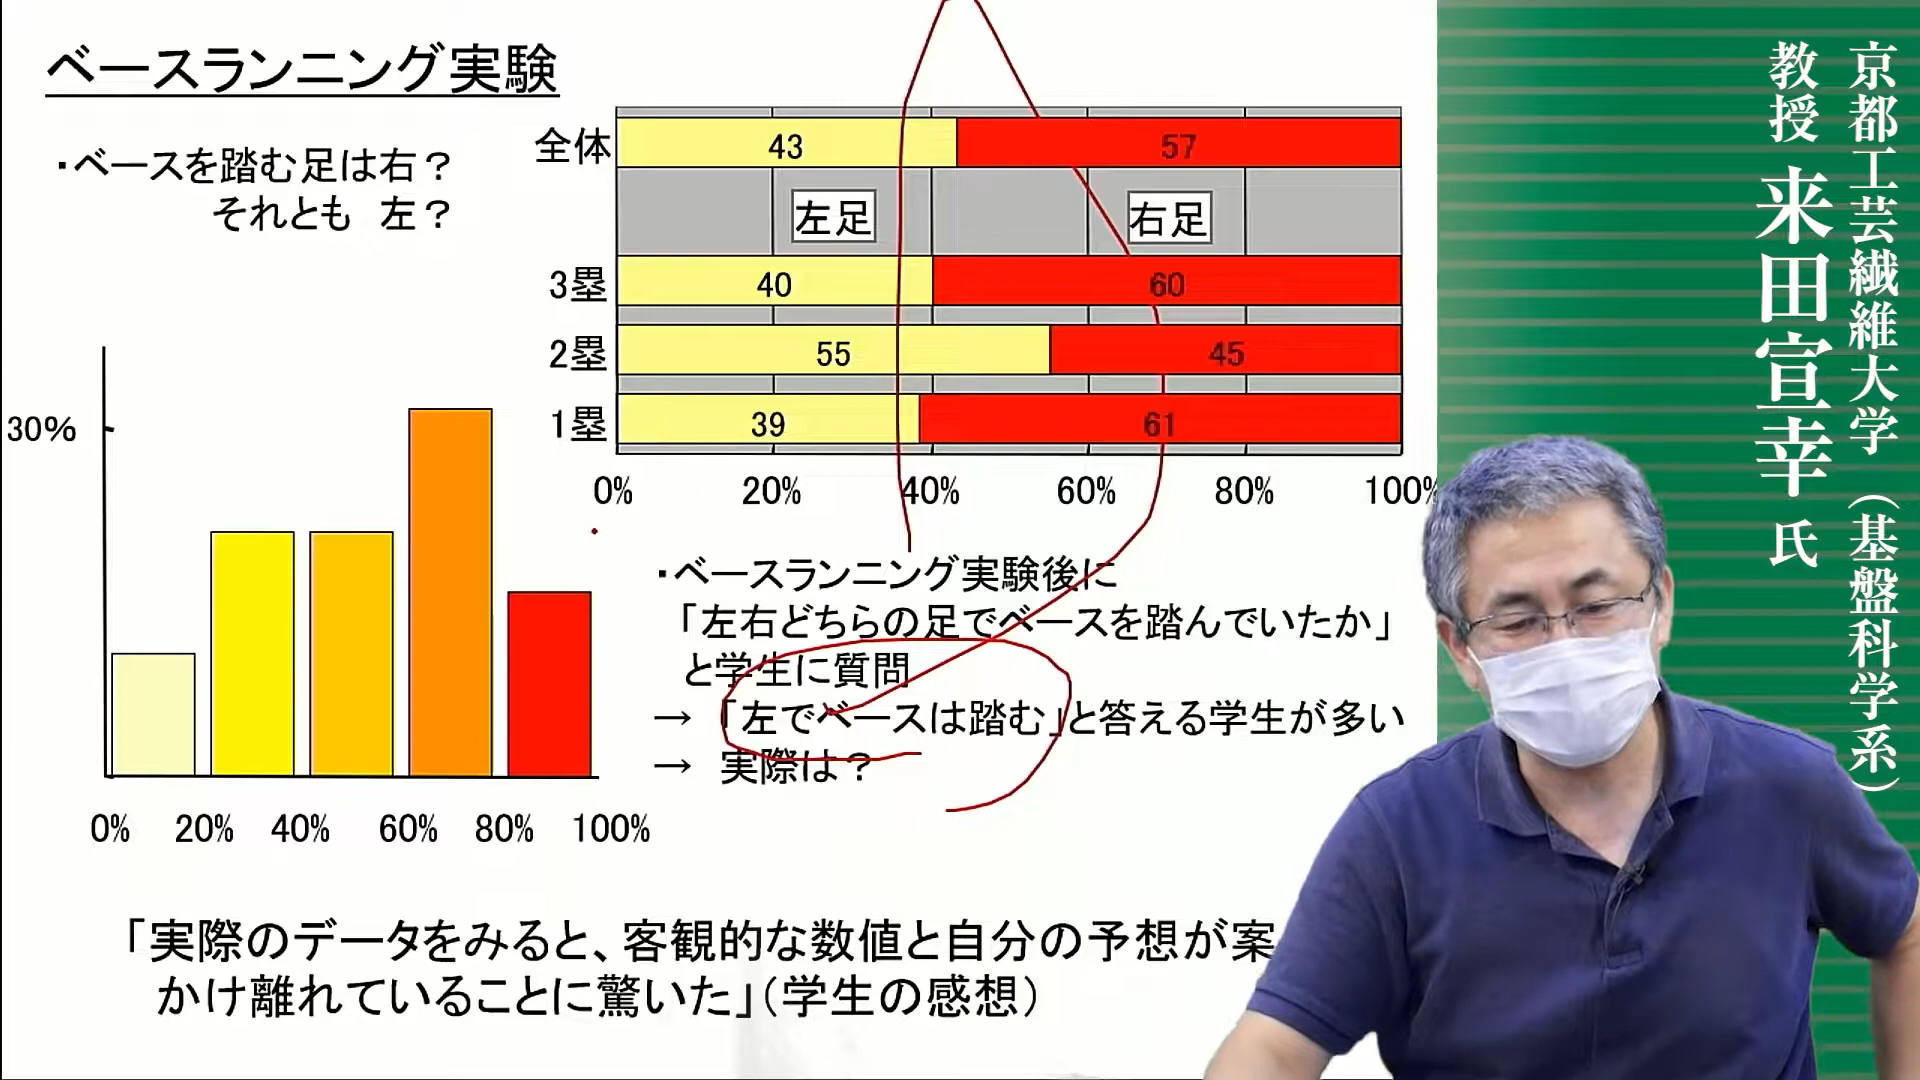 ベースランニング実験
・ベースを踏む足は右？
それとも 左？
全体 43 57
左足 右足
3塁 40 60
2塁 55 45
1塁 39 61
0% 20% 40% 60% 80% 100%
30%
0% 20% 40% 60% 80% 100%
・ベースランニング実験後に
「左右どちらの足でベースを踏んでいたか」
と学生に質問
→ 「左でベースは踏む」と答える学生が多い
→ 実際は？
「実際のデータをみると、客観的な数値と自分の予想が案
かけ離れていることに驚いた」（学生の感想）
京都工芸繊維大学（基盤科学系）
教授 来田宣幸 氏